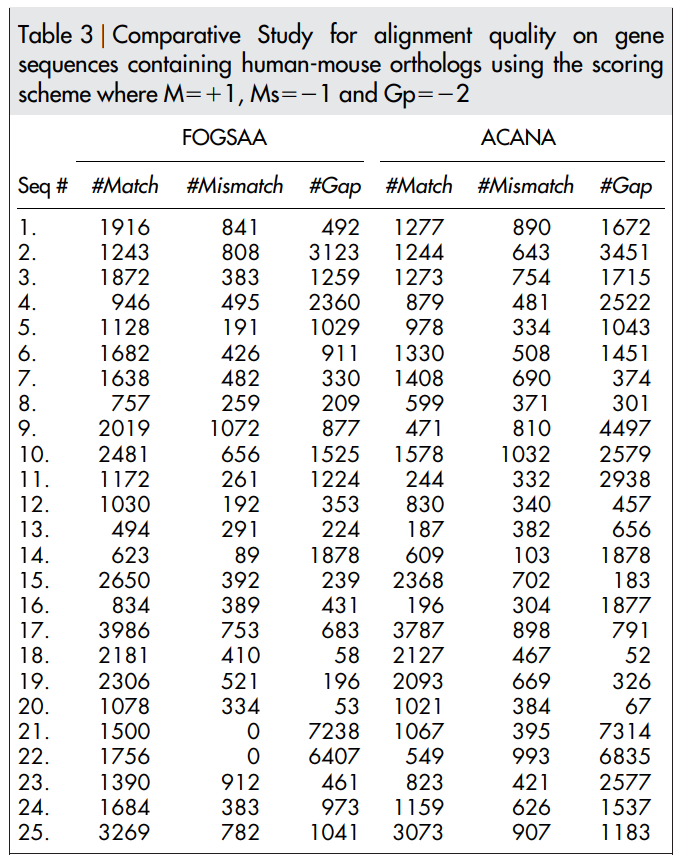 Table 3 | Comparative Study for alignment quality on gene
sequences containing human-mouse orthologs using the scoring
scheme where M=+1, Ms=−1 and Gp=−2
FOGSAA ACANA
Seq # #Match #Mismatch #Gap #Match #Mismatch #Gap
1. 1916 841 492 1277 890 1672
2. 1243 808 3123 1244 643 3451
3. 1872 383 1259 1273 754 1715
4. 946 495 2360 879 481 2522
5. 1128 191 1029 978 334 1043
6. 1682 426 911 1330 508 1451
7. 1638 482 330 1408 690 374
8. 757 259 209 599 371 301
9. 2019 1072 877 471 810 4497
10. 2481 656 1525 1578 1032 2579
11. 1172 261 1224 244 332 2938
12. 1030 192 353 830 340 457
13. 494 291 224 187 382 656
14. 623 89 1878 609 103 1878
15. 2650 392 239 2368 702 183
16. 834 389 431 196 304 1877
17. 3986 753 683 3787 898 791
18. 2181 410 58 2127 467 52
19. 2306 521 196 2093 669 326
20. 1078 334 53 1021 384 67
21. 1500 0 7238 1067 395 7314
22. 1756 0 6407 549 993 6835
23. 1390 912 461 823 421 2577
24. 1684 383 973 1159 626 1537
25. 3269 782 1041 3073 907 1183